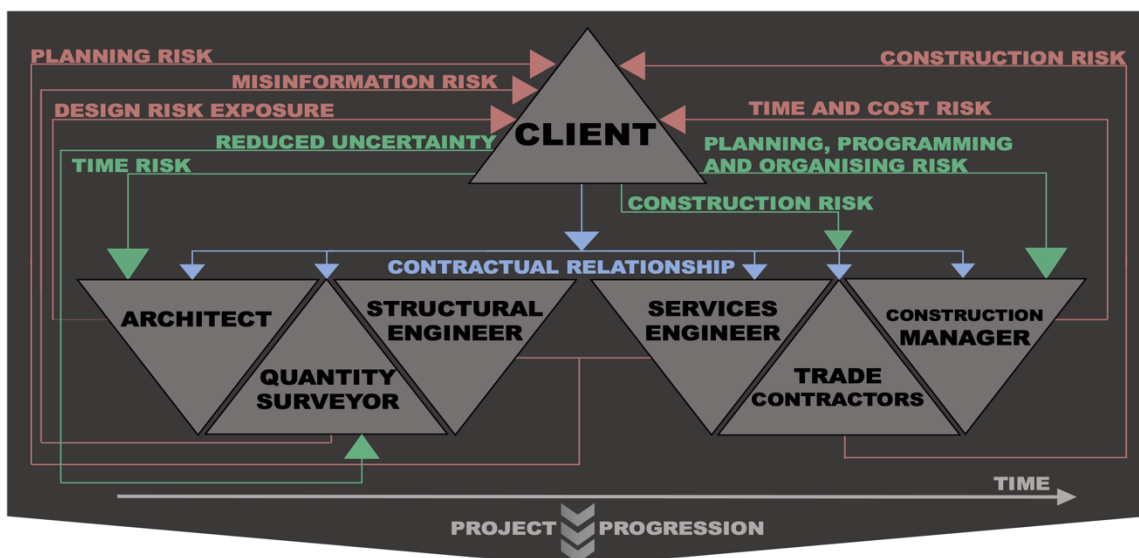 PLANNING RISK
CONSTRUCTION RISK
MISINFORMATION RISK
DESIGN RISK EXPOSURE
TIME AND COST RISK
CLIENT
REDUCED UNCERTAINTY
PLANNING, PROGRAMMING
AND ORGANISING RISK
TIME RISK
CONSTRUCTION RISK
CONTRACTUAL RELATIONSHIP
ARCHITECT
STRUCTURAL
ENGINEER
SERVICES
ENGINEER
CONSTRUCTION
MANAGER
QUANTITY
SURVEYOR
TRADE
CONTRACTORS
TIME
PROJECT PROGRESSION